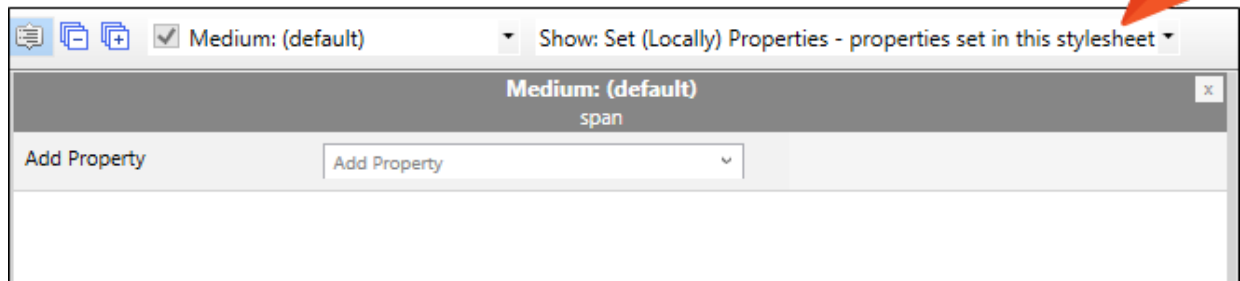 Medium: (default) Show: Set (Locally) Properties - properties set in this stylesheet
Medium: (default) x
span
Add Property Add Property